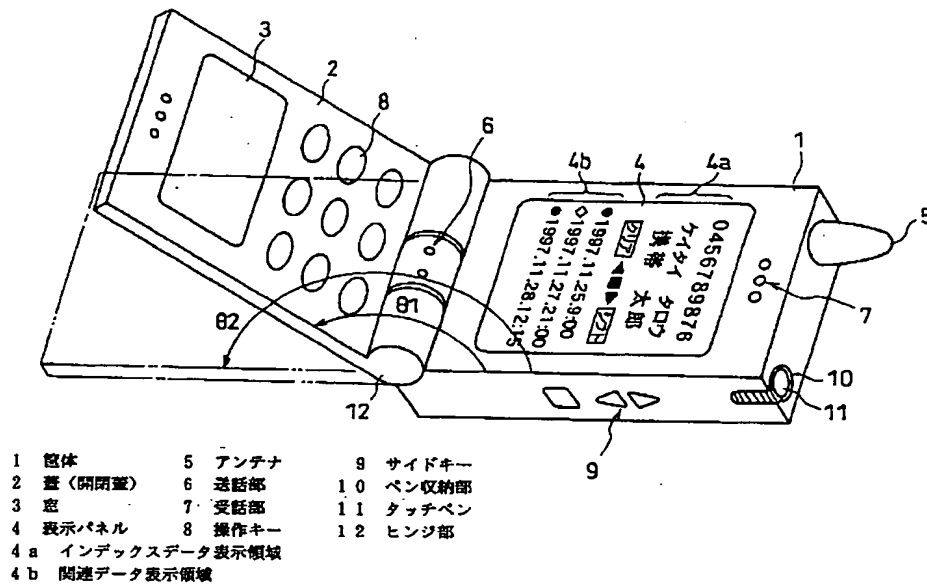 3
2
8
6
4b
4
4a
1
5
7
0456789876
ケイタイ タロウ
携帯 太郎
クリア ◀■▶
●1997.11.25.9:00
◇1997.11.27.21:00
●1997.11.28.12:15
θ2
θ1
12
9
10
11
1 筐体 5 アンテナ 9 サイドキー
2 蓋（開閉蓋） 6 送話部 10 ペン収納部
3 窓 7 受話部 11 タッチペン
4 表示パネル 8 操作キー 12 ヒンジ部
4a インデックスデータ表示領域
4b 関連データ表示領域